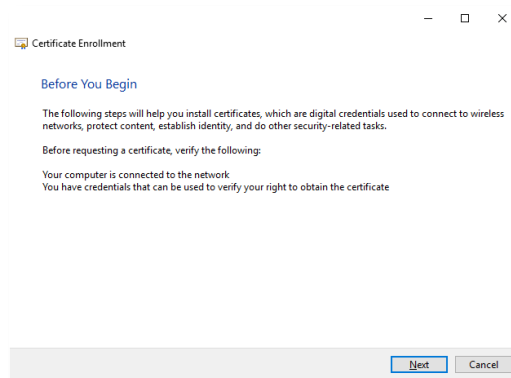 Certificate Enrollment
Before You Begin
The following steps will help you install certificates, which are digital credentials used to connect to wireless
networks, protect content, establish identity, and do other security-related tasks.
Before requesting a certificate, verify the following:
Your computer is connected to the network
You have credentials that can be used to verify your right to obtain the certificate
Next Cancel